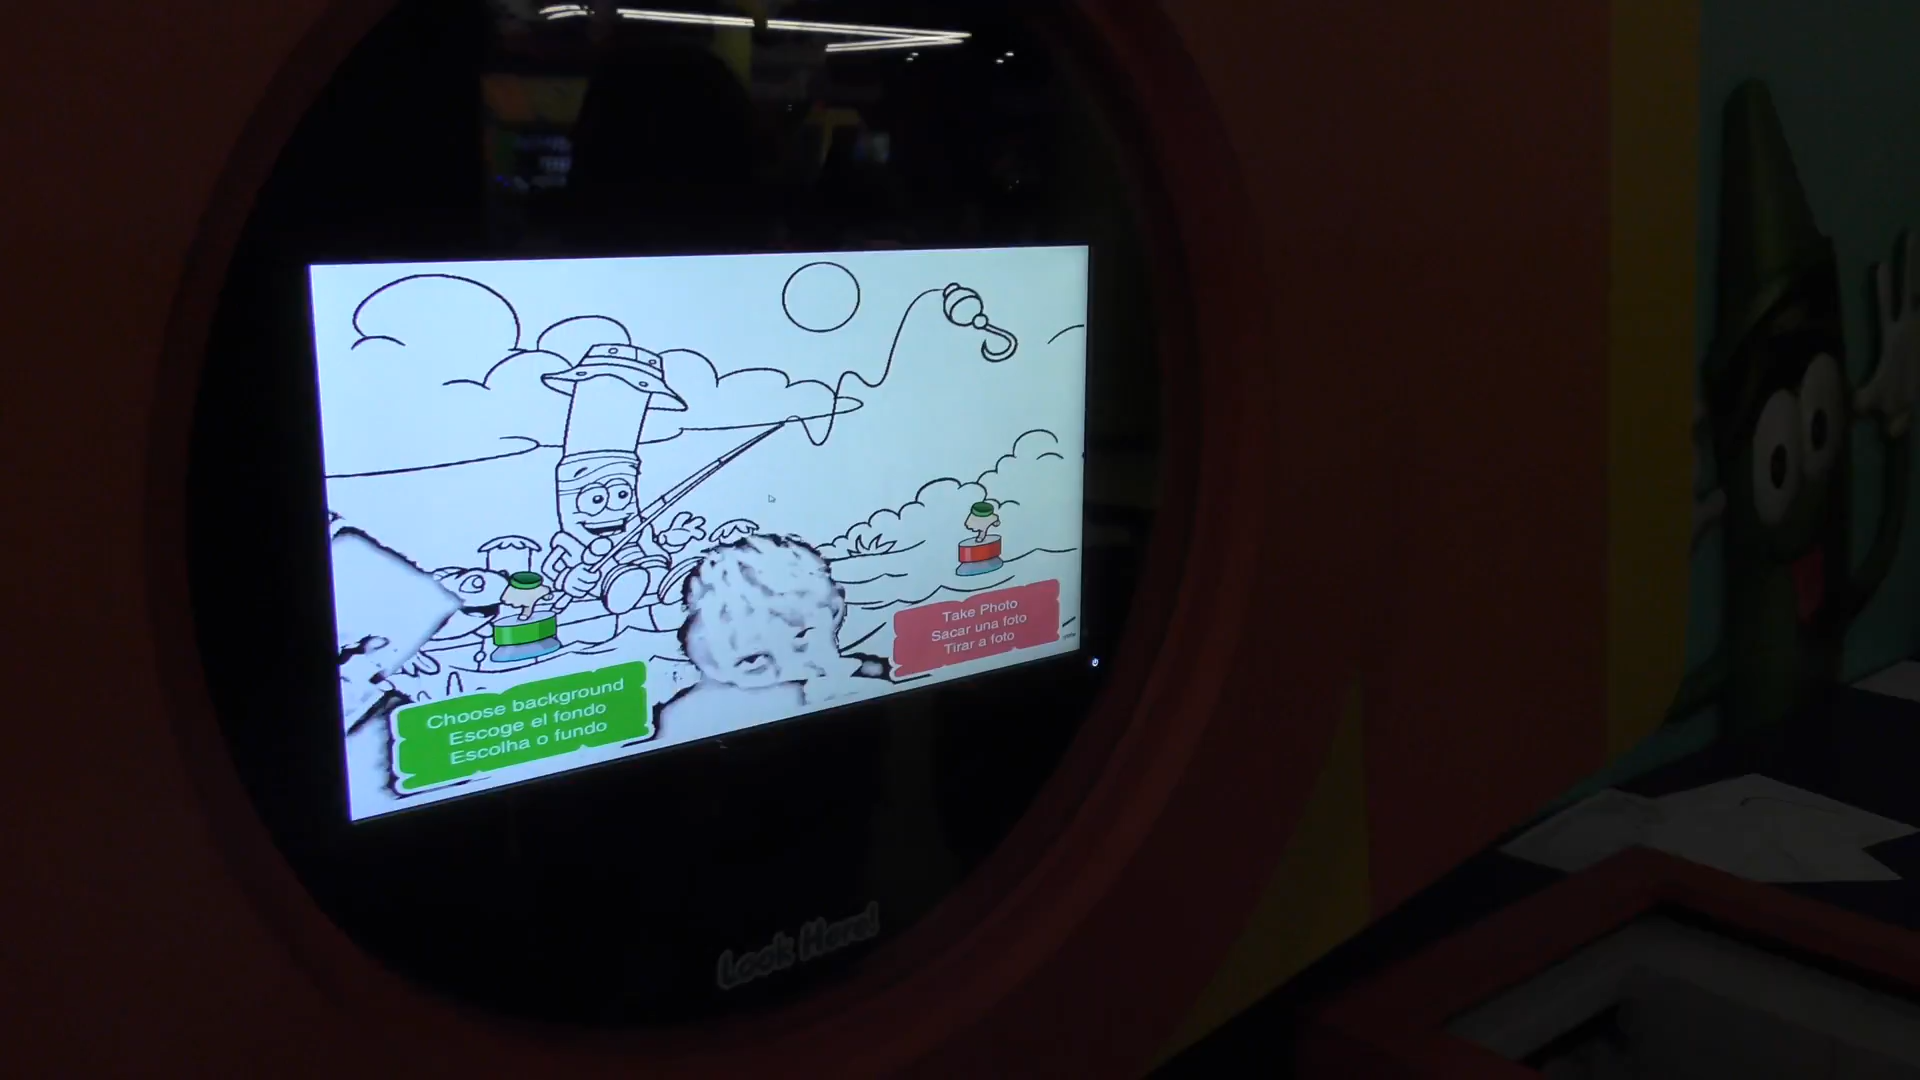 Take Photo
Sacar una foto
Tirar a foto
Choose background
Escoge el fondo
Escolha o fundo
Look Here!